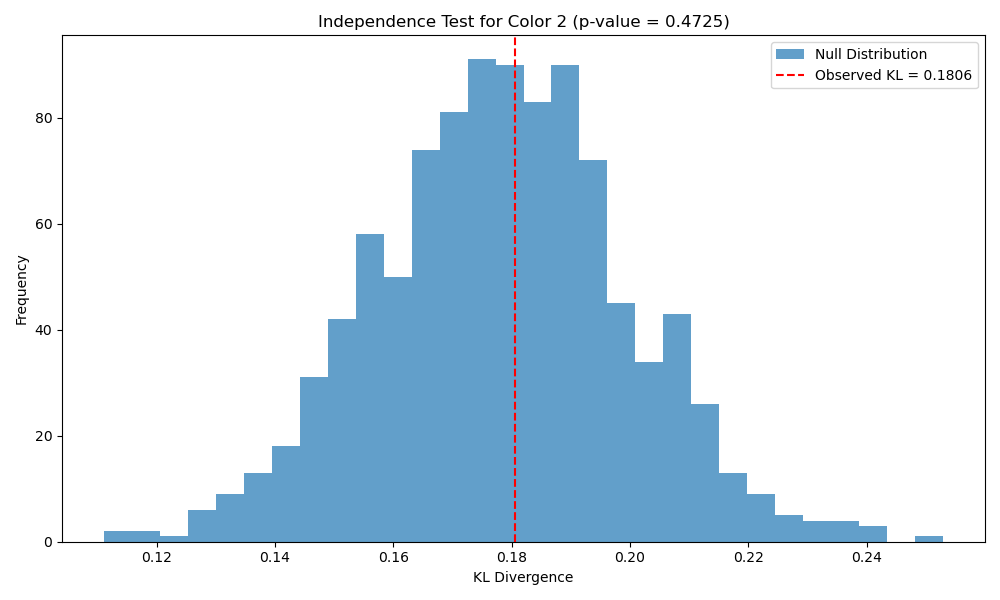 Independence Test for Color 2 (p-value = 0.4725)
Null Distribution
Observed KL = 0.1806
Frequency
80
60
40
20
0
0.12 0.14 0.16 0.18 0.20 0.22 0.24
KL Divergence